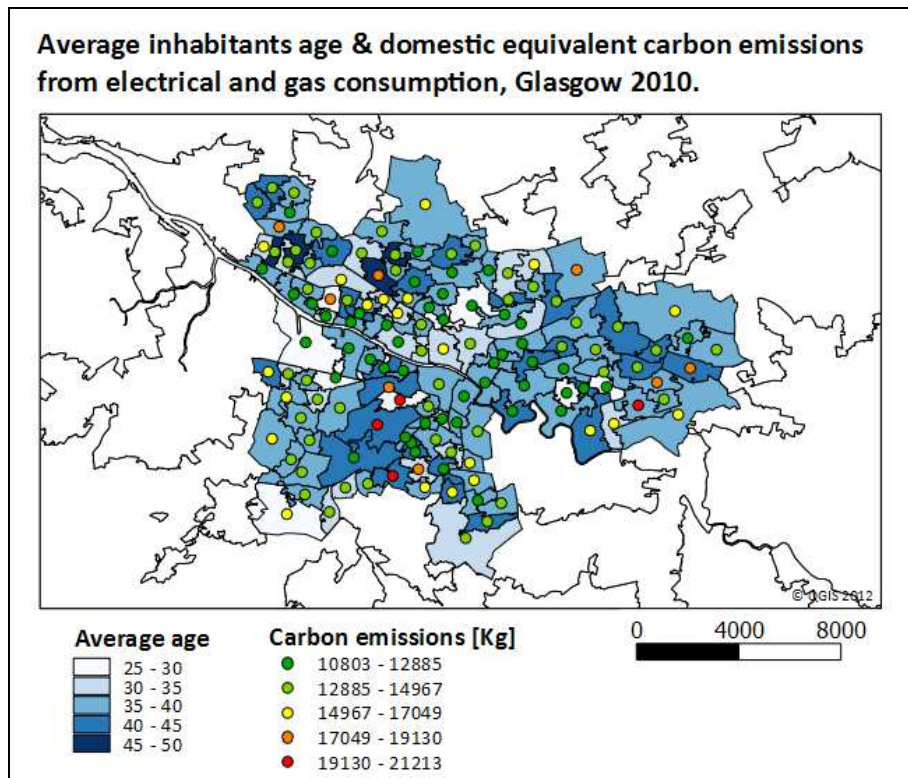 Average inhabitants age & domestic equivalent carbon emissions
from electrical and gas consumption, Glasgow 2010.
© QGIS 2012
0 4000 8000
Average age
25 - 30
30 - 35
35 - 40
40 - 45
45 - 50
Carbon emissions [Kg]
10803 - 12885
12885 - 14967
14967 - 17049
17049 - 19130
19130 - 21213